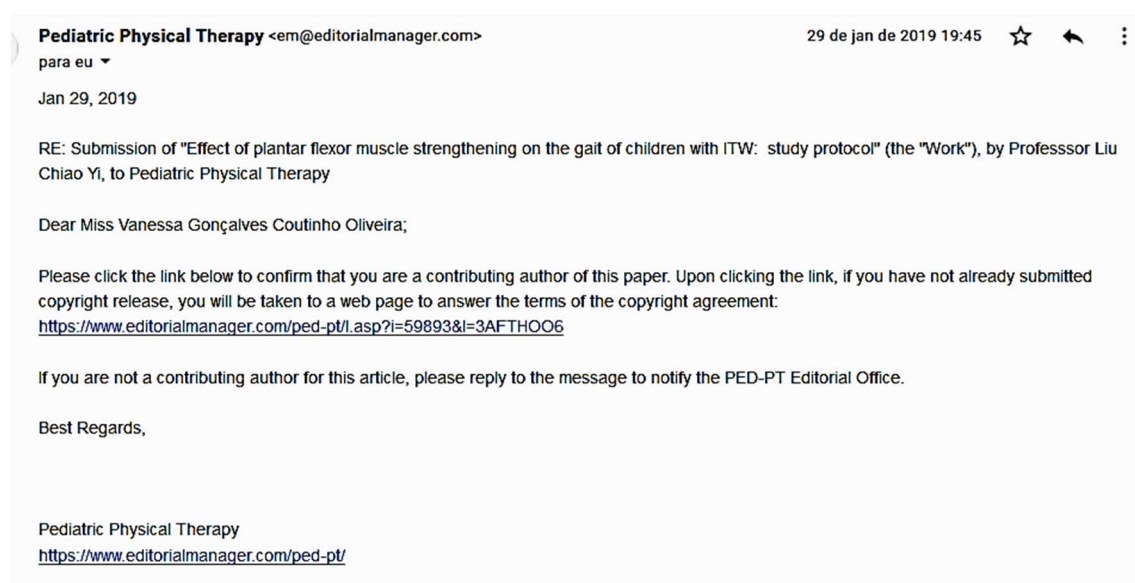 Pediatric Physical Therapy <em@editorialmanager.com> 29 de jan de 2019 19:45
para eu
Jan 29, 2019
RE: Submission of "Effect of plantar flexor muscle strengthening on the gait of children with ITW: study protocol" (the "Work"), by Professsor Liu
Chiao Yi, to Pediatric Physical Therapy
Dear Miss Vanessa Gonçalves Coutinho Oliveira;
Please click the link below to confirm that you are a contributing author of this paper. Upon clicking the link, if you have not already submitted
copyright release, you will be taken to a web page to answer the terms of the copyright agreement:
https://www.editorialmanager.com/ped-pt/l.asp?i=59893&l=3AFTHOO6
If you are not a contributing author for this article, please reply to the message to notify the PED-PT Editorial Office.
Best Regards,
Pediatric Physical Therapy
https://www.editorialmanager.com/ped-pt/